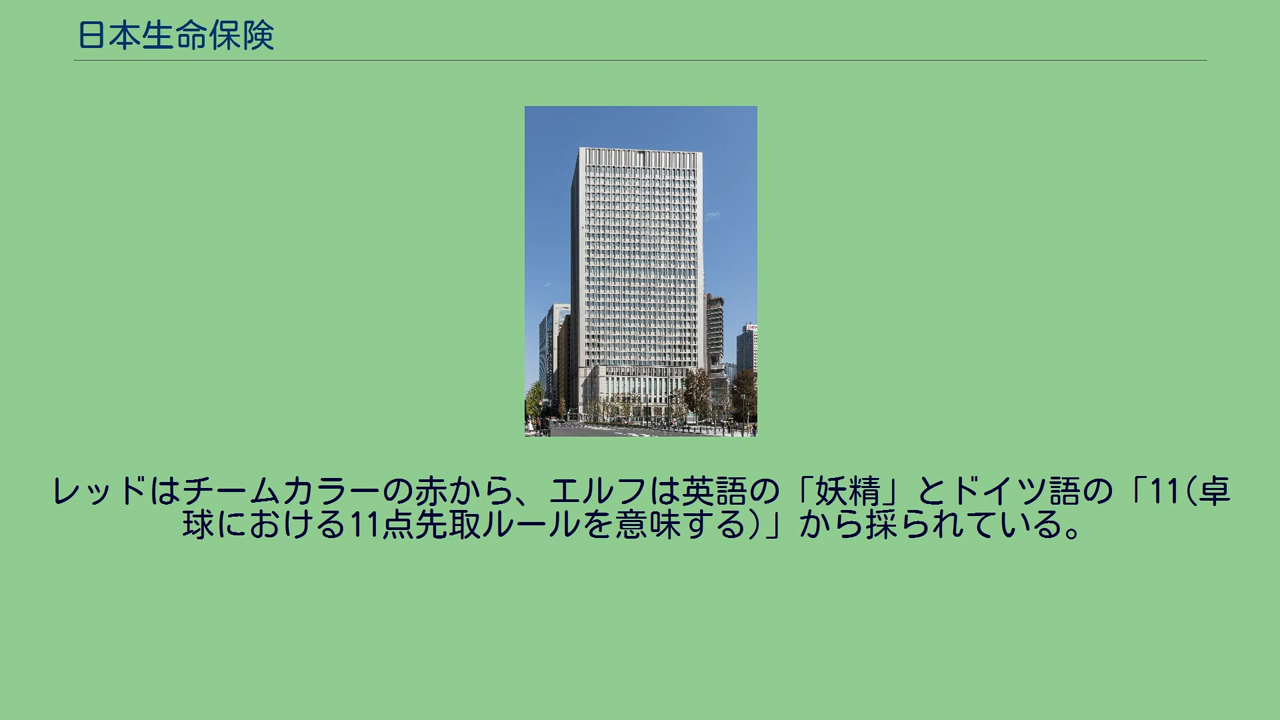 日本生命保険
レッドはチームカラーの赤から、エルフは英語の「妖精」とドイツ語の「11(卓
球における11点先取ルールを意味する)」から採られている。